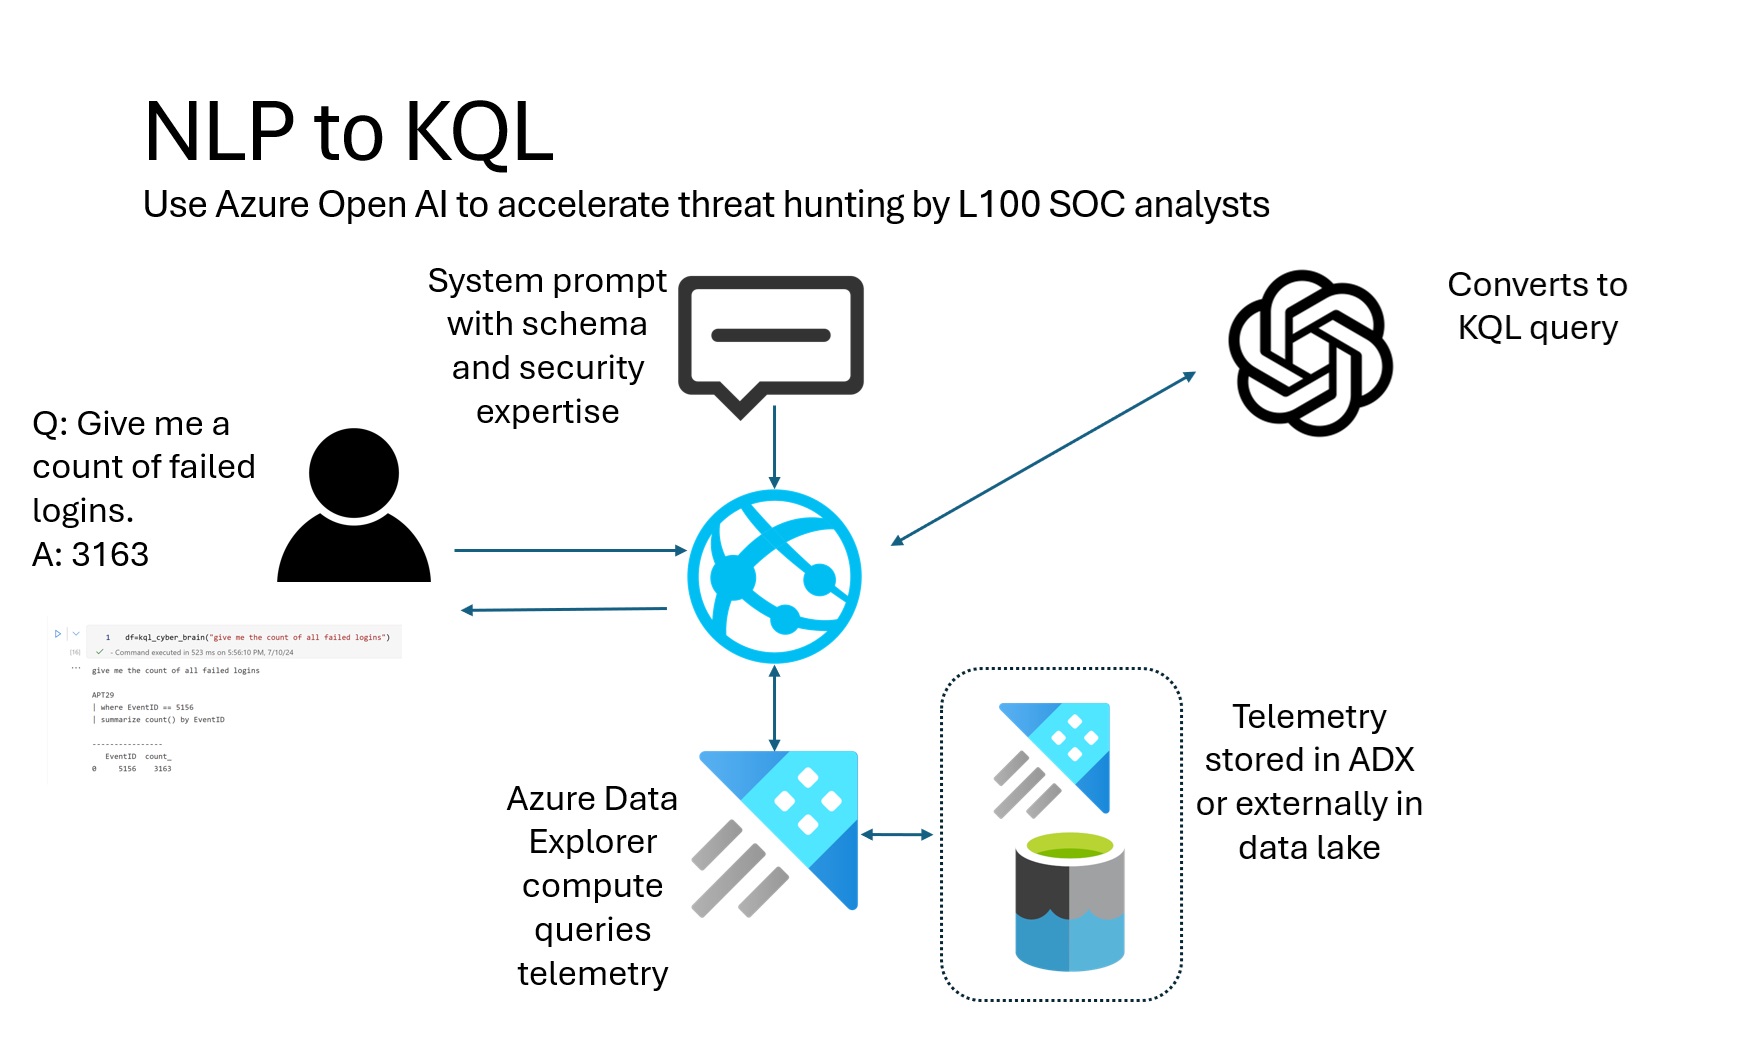 NLP to KQL
Use Azure Open AI to accelerate threat hunting by L100 SOC analysts
System prompt
with schema
and security
expertise
Converts to
KQL query
Q: Give me a
count of failed
logins.
A: 3163
1 df=kql_cyber_brain("give me the count of all failed logins")
[16] - Command executed in 523 ms on 5:56:10 PM, 7/10/24
... give me the count of all failed logins
APT29
| where EventID == 5156
| summarize count() by EventID
----------------
EventID count_
0 5156 3163
Azure Data
Explorer
compute
queries
telemetry
Telemetry
stored in ADX
or externally in
data lake